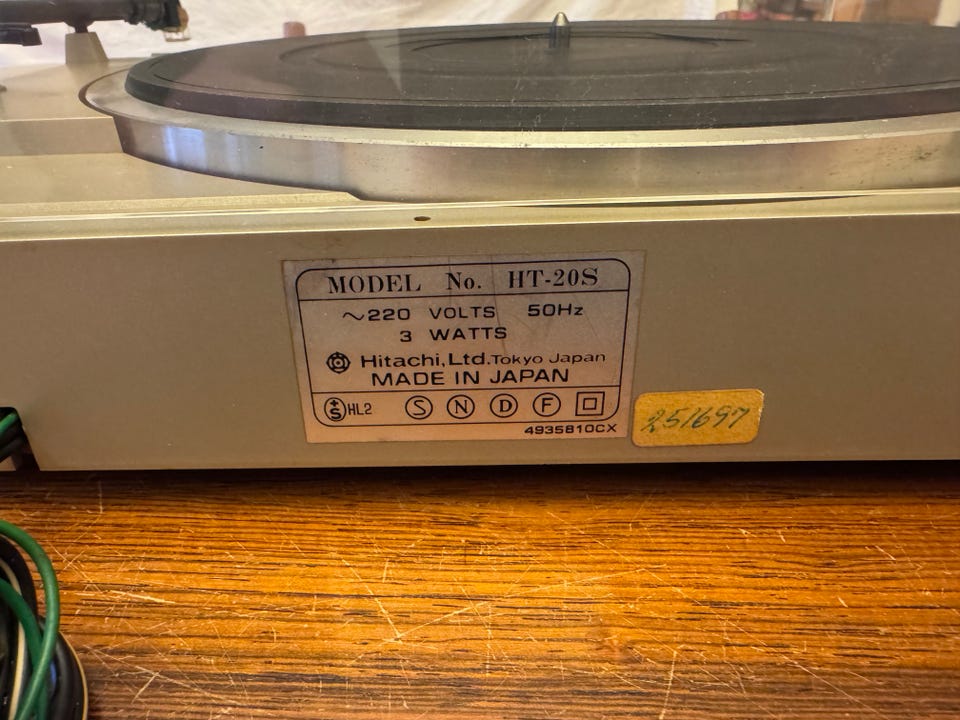 MODEL No. HT-20S
~220 VOLTS 50Hz
3 WATTS
Hitachi, Ltd. Tokyo Japan
MADE IN JAPAN
+S HL2 S N D F
4935810CX
251697